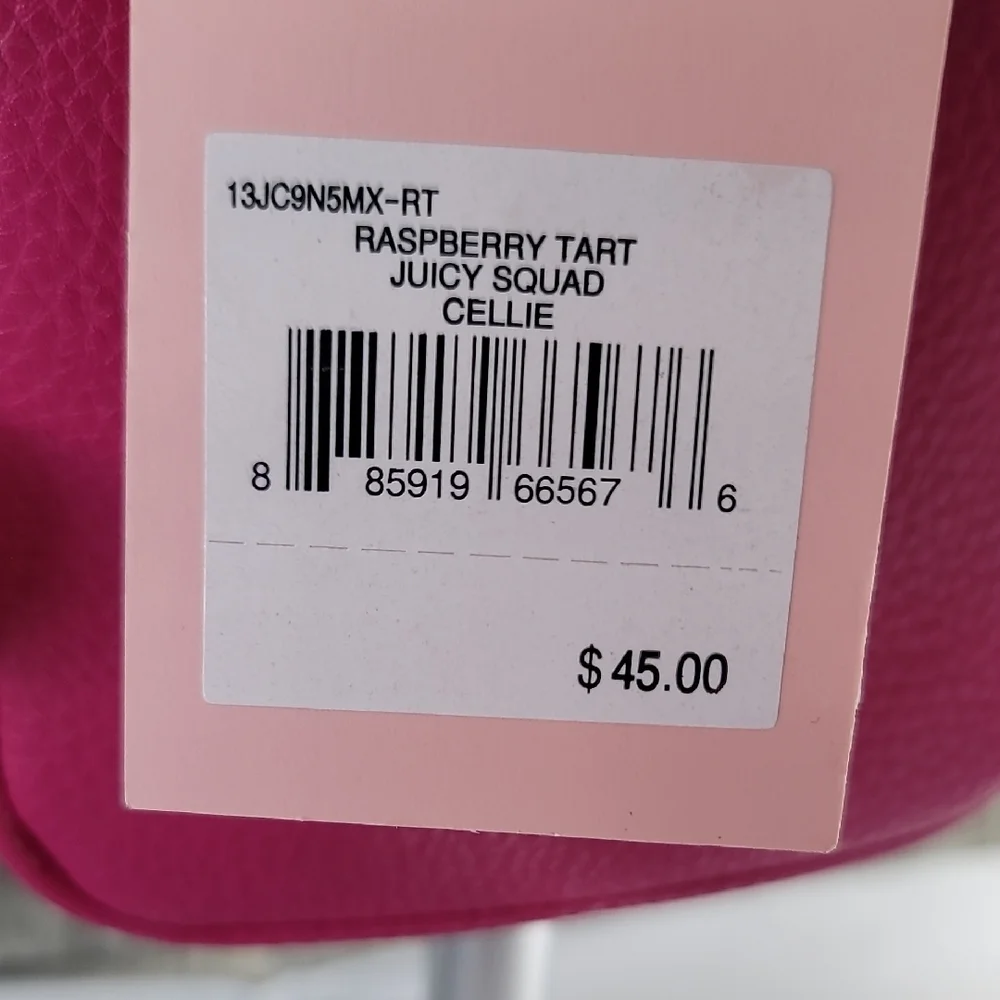 13JC9N5MX-RT
RASPBERRY TART
JUICY SQUAD
CELLIE
8 85919 66567 6
$45.00